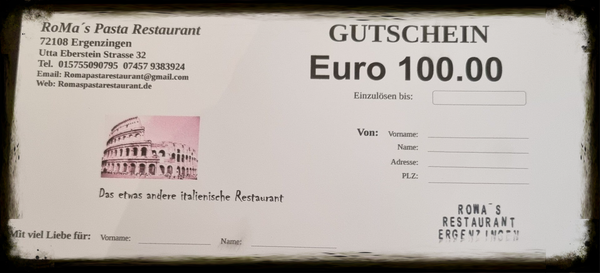 RoMa´s Pasta Restaurant
72108 Ergenzingen
Utta Eberstein Strasse 32
Tel. 015755090795 07457 9383924
Email: Romapastarestaurant@gmail.com
Web: Romaspastarestaurant.de
Das etwas andere italienische Restaurant
Mit viel Liebe für: Vorname: Name:
GUTSCHEIN
Euro 100.00
Einzulösen bis:
Von: Vorname:
Name:
Adresse:
PLZ:
ROMA´S
RESTAURANT
ERGENZINGEN